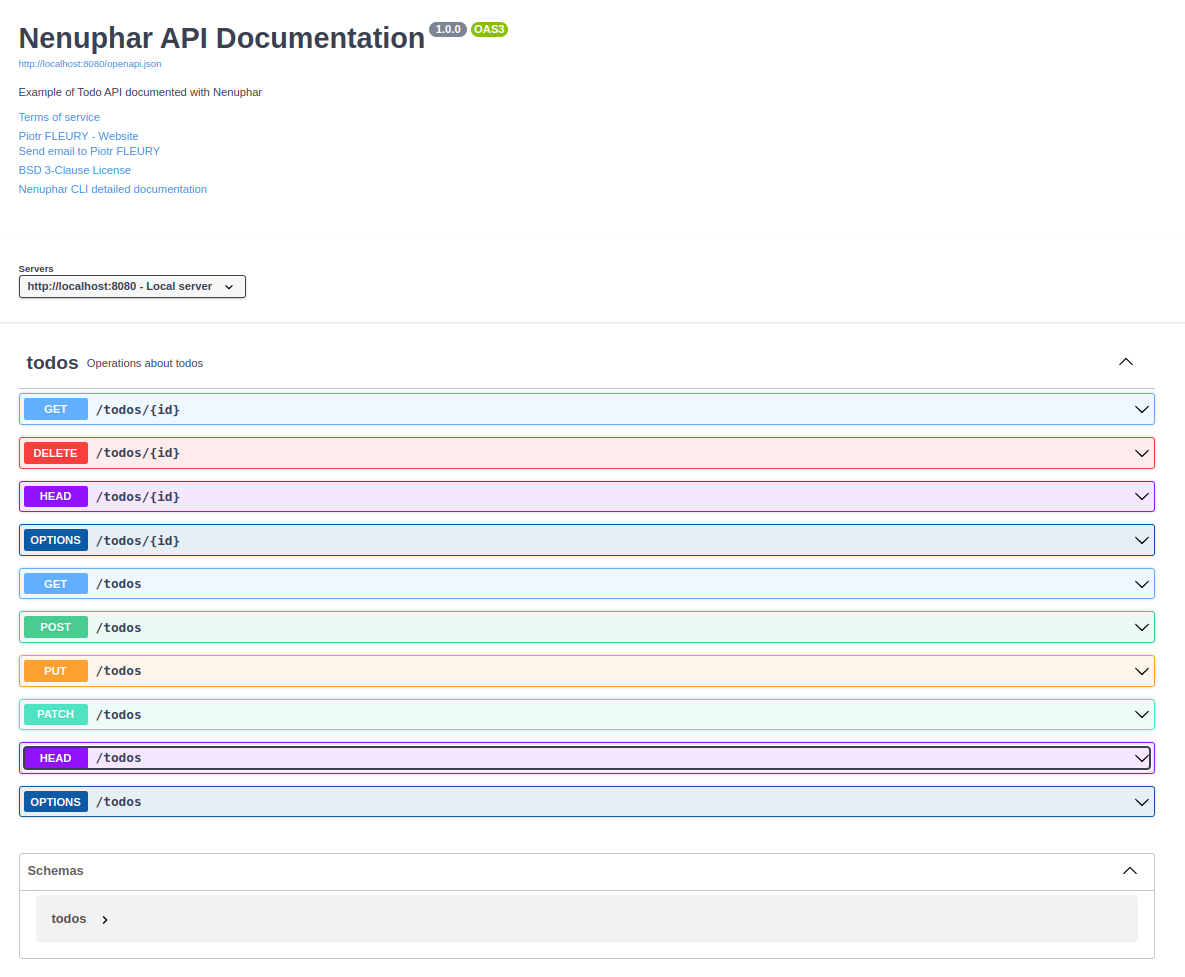 Nenuphar API Documentation 1.0.0 OAS3
http://localhost:8080/openapi.json
Example of Todo API documented with Nenuphar
Terms of service
Piotr FLEURY - Website
Send email to Piotr FLEURY
BSD 3-Clause License
Nenuphar CLI detailed documentation
Servers
http://localhost:8080 - Local server
todos Operations about todos
GET /todos/{id}
DELETE /todos/{id}
HEAD /todos/{id}
OPTIONS /todos/{id}
GET /todos
POST /todos
PUT /todos
PATCH /todos
HEAD /todos
OPTIONS /todos
Schemas
todos